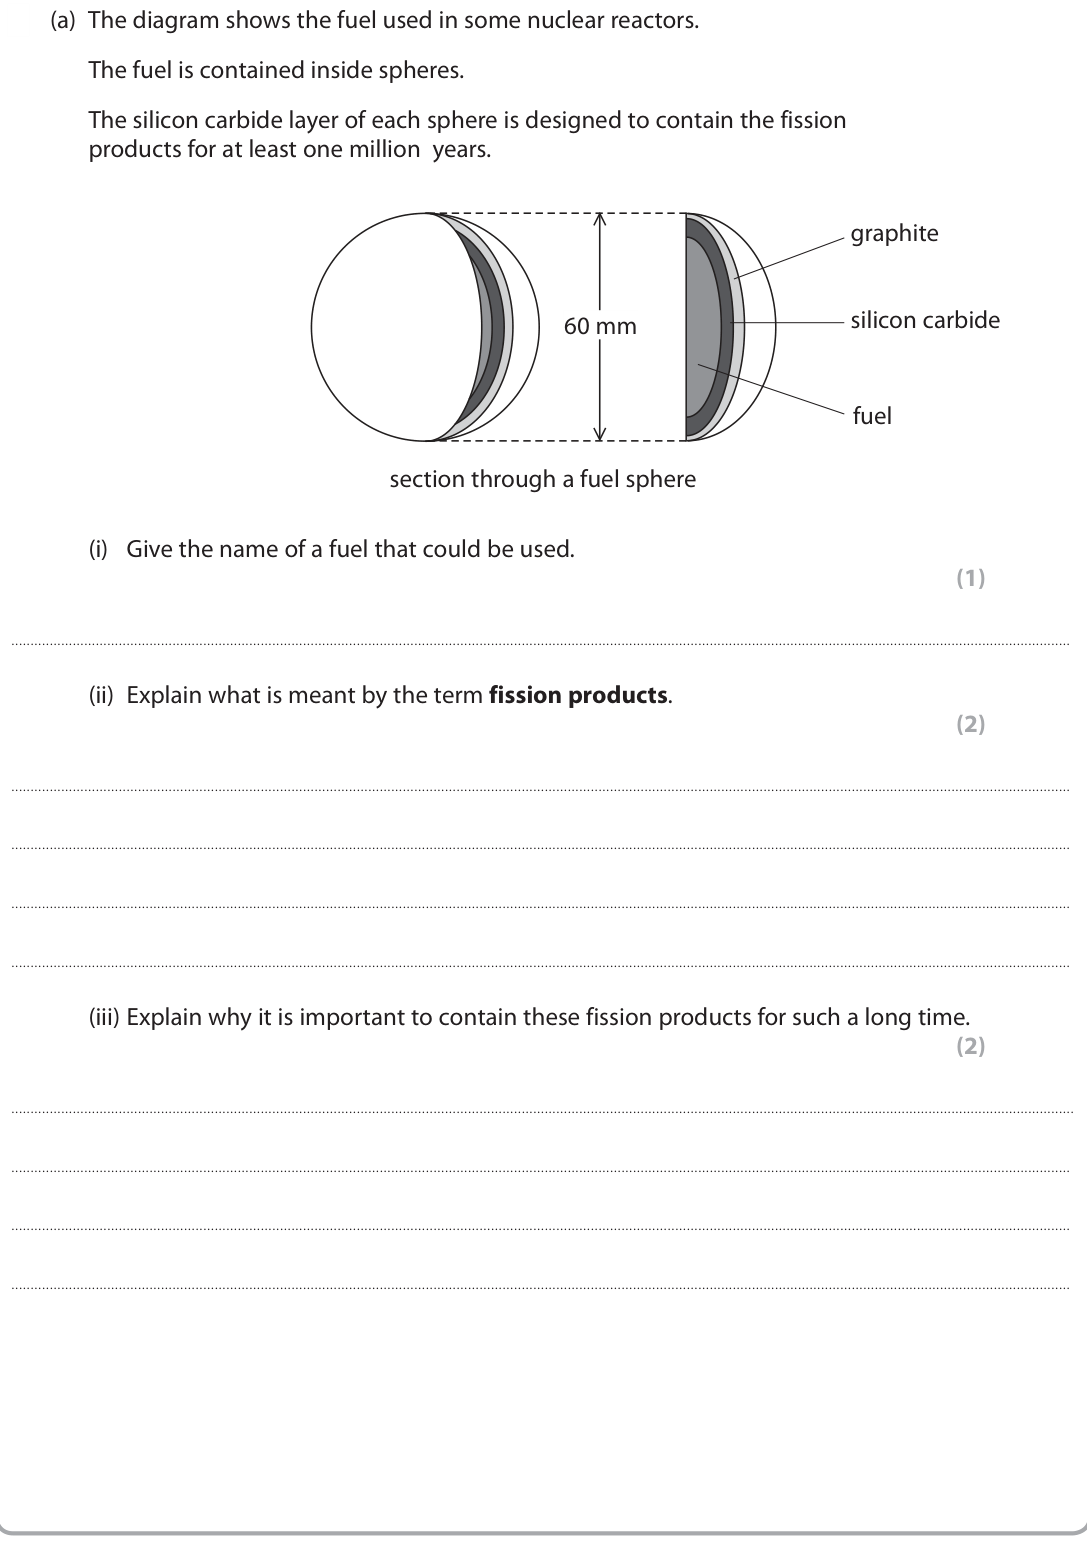 (a) The diagram shows the fuel used in some nuclear reactors.
The fuel is contained inside spheres.
The silicon carbide layer of each sphere is designed to contain the fission
products for at least one million years.
graphite
60 mm
silicon carbide
fuel
section through a fuel sphere
(i) Give the name of a fuel that could be used.
(1)
(ii) Explain what is meant by the term fission products.
(2)
(iii) Explain why it is important to contain these fission products for such a long time.
(2)